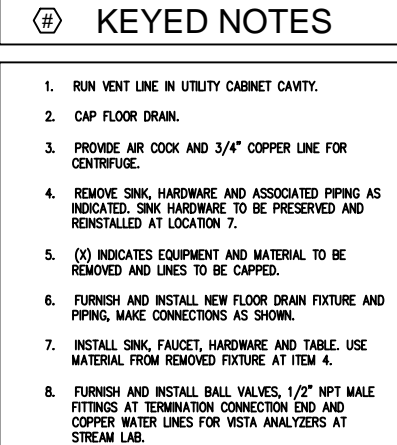 # KEYED NOTES
1. RUN VENT LINE IN UTILITY CABINET CAVITY.
2. CAP FLOOR DRAIN.
3. PROVIDE AIR COCK AND 3/4" COPPER LINE FOR
CENTRIFUGE.
4. REMOVE SINK, HARDWARE AND ASSOCIATED PIPING AS
INDICATED. SINK HARDWARE TO BE PRESERVED AND
REINSTALLED AT LOCATION 7.
5. (X) INDICATES EQUIPMENT AND MATERIAL TO BE
REMOVED AND LINES TO BE CAPPED.
6. FURNISH AND INSTALL NEW FLOOR DRAIN FIXTURE AND
PIPING, MAKE CONNECTIONS AS SHOWN.
7. INSTALL SINK, FAUCET, HARDWARE AND TABLE. USE
MATERIAL FROM REMOVED FIXTURE AT ITEM 4.
8. FURNISH AND INSTALL BALL VALVES, 1/2" NPT MALE
FITTINGS AT TERMINATION CONNECTION END AND
COPPER WATER LINES FOR VISTA ANALYZERS AT
STREAM LAB.